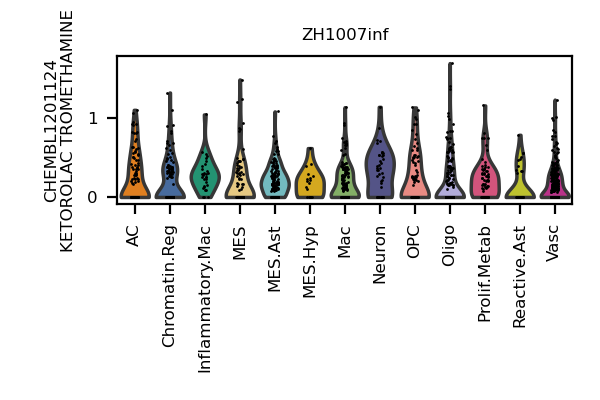 ZH1007inf
CHEMBL1201124
KETOROLAC TROMETHAMINE
1
0
AC
Chromatin.Reg
Inflammatory.Mac
MES
MES.Ast
MES.Hyp
Mac
Neuron
OPC
Oligo
Prolif.Metab
Reactive.Ast
Vasc